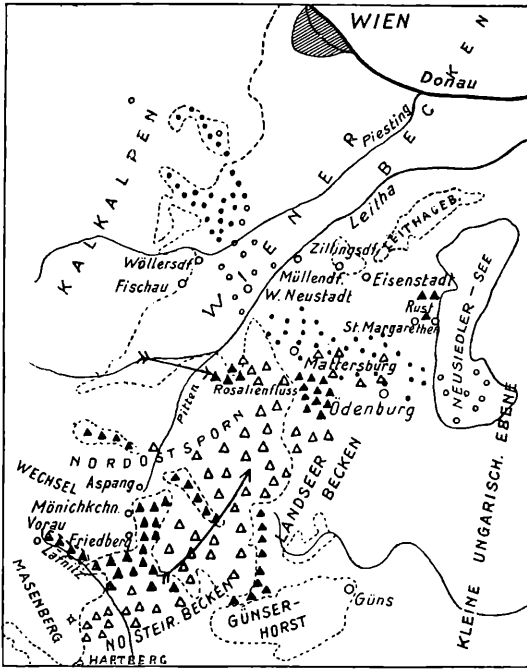 WIEN
Donau
Piesting
WIENER BECKEN
KALKALPEN
Leitha
LEITHAGEB.
Zillingsdf.
Wöllersdf.
Fischau
Müllendf.
Eisenstadt
W. Neustadt
Rust
St. Margarethen
NEUSIEDLER-SEE
Mattersburg
Rosalienfluss
Ödenburg
Pitten
NORDOSTSPORN
LANDSEER BECKEN
WECHSEL
Aspang
Mönichkchn.
Vorau
Friedberg
Lafnitz
MASENBERG
NO STEIR. BECKEN
GÜNSER-HORST
Güns
HARTBERG
KLEINE UNGARISCH. EBENE